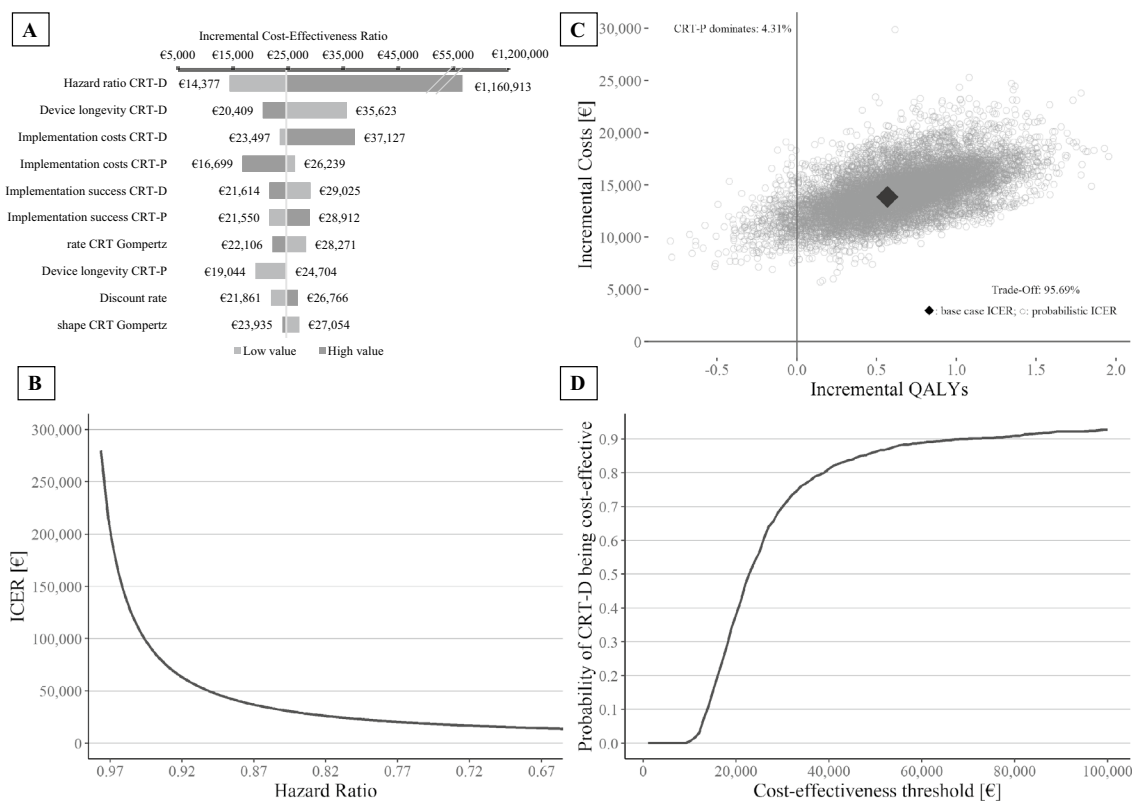 A
Incremental Cost-Effectiveness Ratio
€5,000 €15,000 €25,000 €35,000 €45,000 €55,000 €1,200,000
Hazard ratio CRT-D €14,377 €1,160,913
Device longevity CRT-D €20,409 €35,623
Implementation costs CRT-D €23,497 €37,127
Implementation costs CRT-P €16,699 €26,239
Implementation success CRT-D €21,614 €29,025
Implementation success CRT-P €21,550 €28,912
rate CRT Gompertz €22,106 €28,271
Device longevity CRT-P €19,044 €24,704
Discount rate €21,861 €26,766
shape CRT Gompertz €23,935 €27,054
Low value High value
C
CRT-P dominates: 4.31%
Incremental Costs [€]
30,000
25,000
20,000
15,000
10,000
5,000
0
Trade-Off: 95.69%
: base case ICER; : probabilistic ICER
-0.5 0.0 0.5 1.0 1.5 2.0
Incremental QALYs
B
ICER [€]
300,000
250,000
200,000
150,000
100,000
50,000
0
0.97 0.92 0.87 0.82 0.77 0.72 0.67
Hazard Ratio
D
Probability of CRT-D being cost-effective
0.9
0.8
0.7
0.6
0.5
0.4
0.3
0.2
0.1
0.0
0 20,000 40,000 60,000 80,000 100,000
Cost-effectiveness threshold [€]